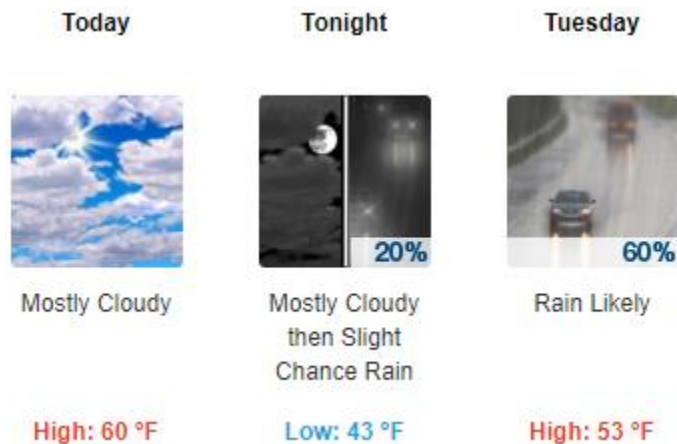 Today
Mostly Cloudy
High: 60 °F
Tonight
20%
Mostly Cloudy
then Slight
Chance Rain
Low: 43 °F
Tuesday
60%
Rain Likely
High: 53 °F